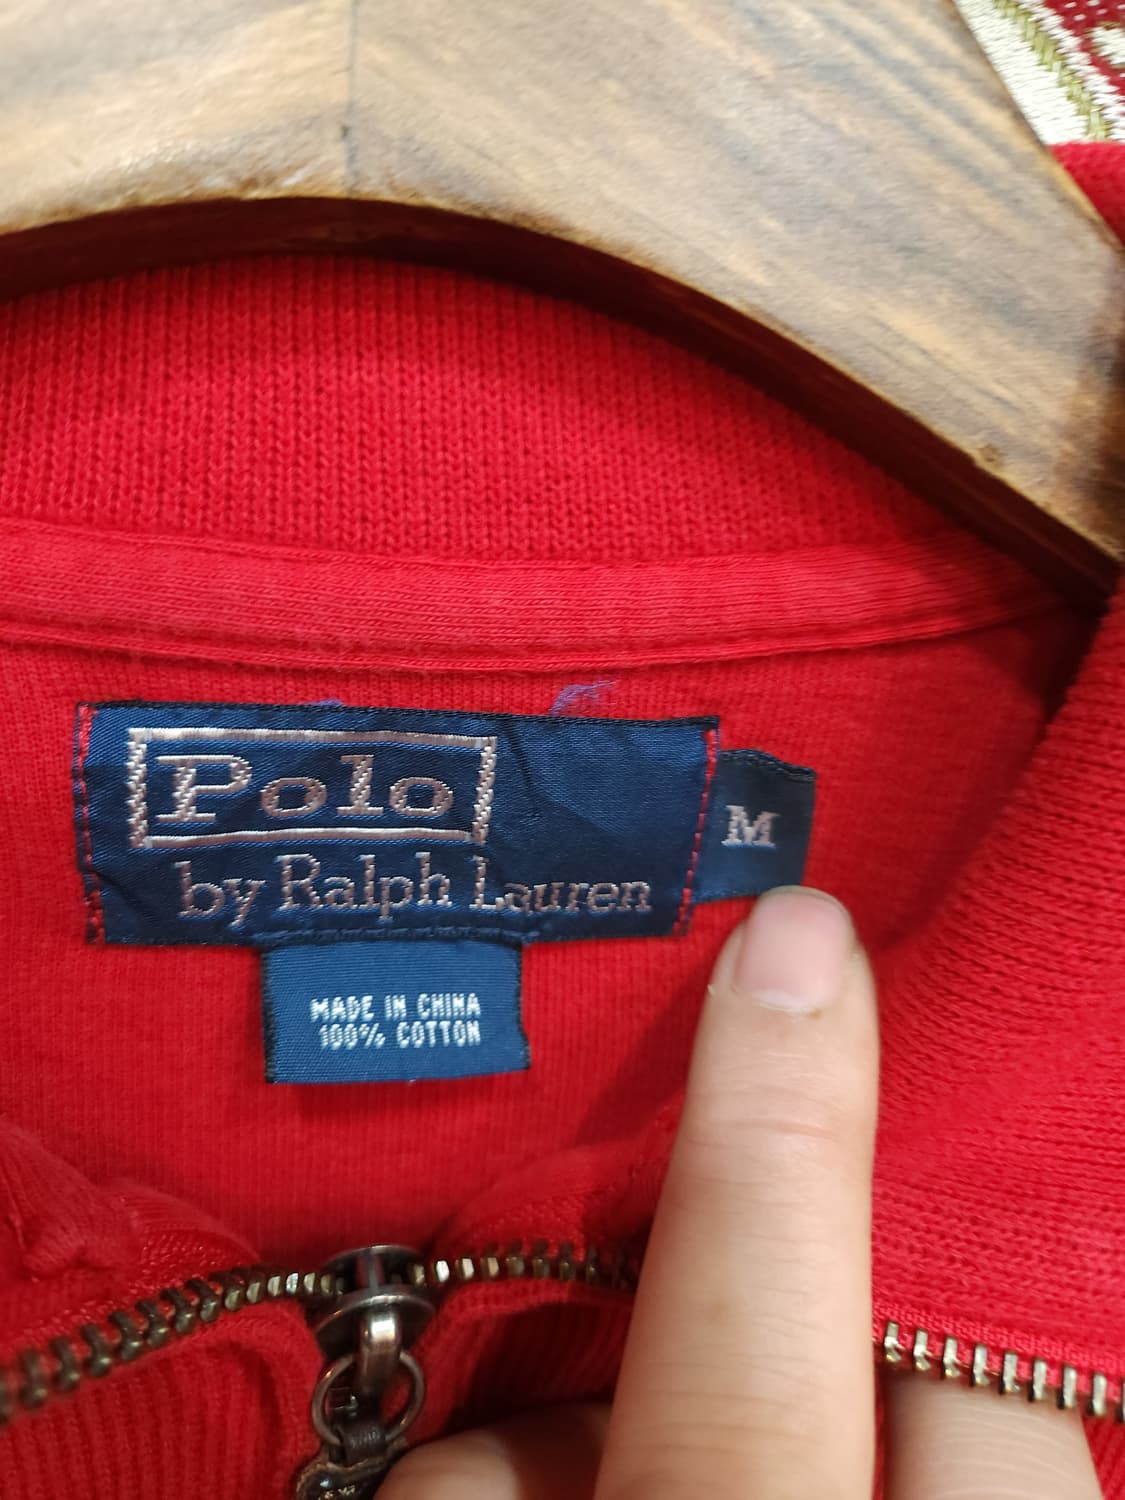 Polo
by Ralph Lauren
M
MADE IN CHINA
100% COTTON